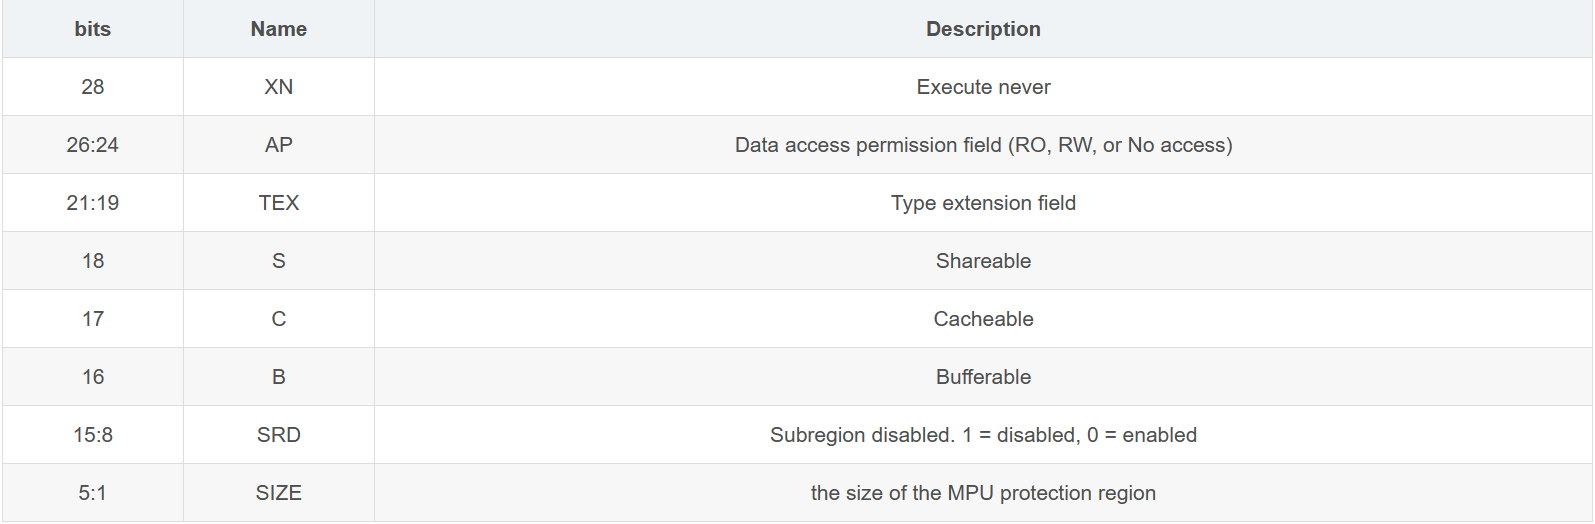 bits Name Description
28 XN Execute never
26:24 AP Data access permission field (RO, RW, or No access)
21:19 TEX Type extension field
18 S Shareable
17 C Cacheable
16 B Bufferable
15:8 SRD Subregion disabled. 1 = disabled, 0 = enabled
5:1 SIZE the size of the MPU protection region